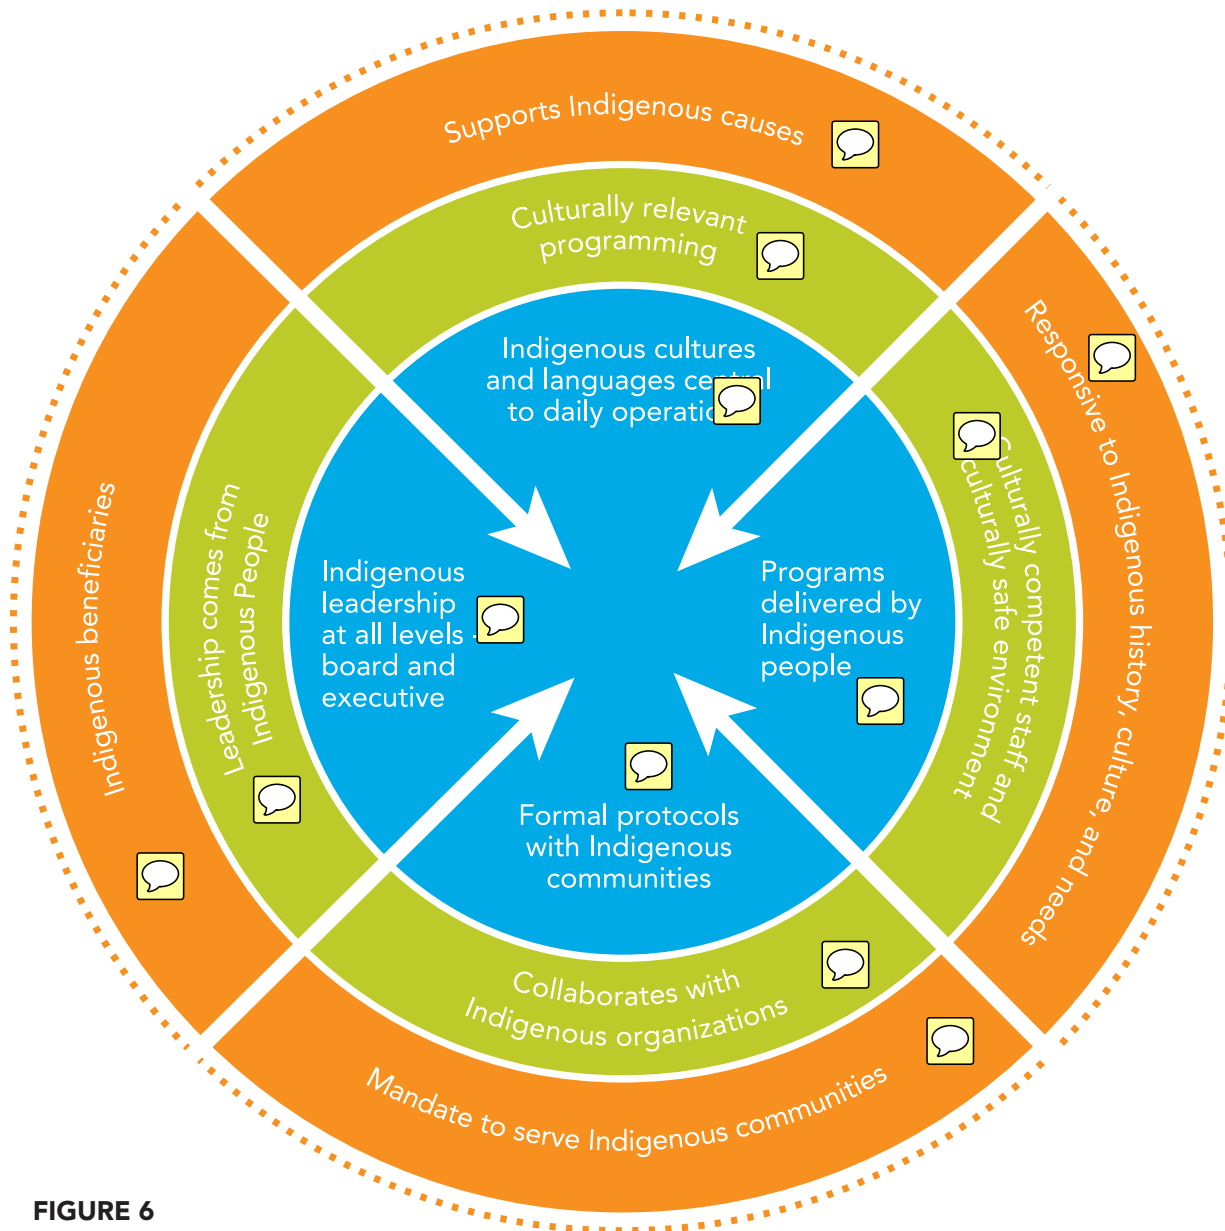 Supports Indigenous causes
Culturally relevant
programming
Indigenous cultures
and languages central
to daily
Responsive to Indigenous history, culture, and needs
Culturally competent staff and
culturally safe environment
Indigenous beneficiaries
Leadership comes from
Indigenous People
Indigenous
leadership
at all levels -
board and
executive
Programs
delivered by
Indigenous
people
Formal protocols
with Indigenous
communities
Collaborates with
Indigenous organizations
Mandate to serve Indigenous communities
FIGURE 6